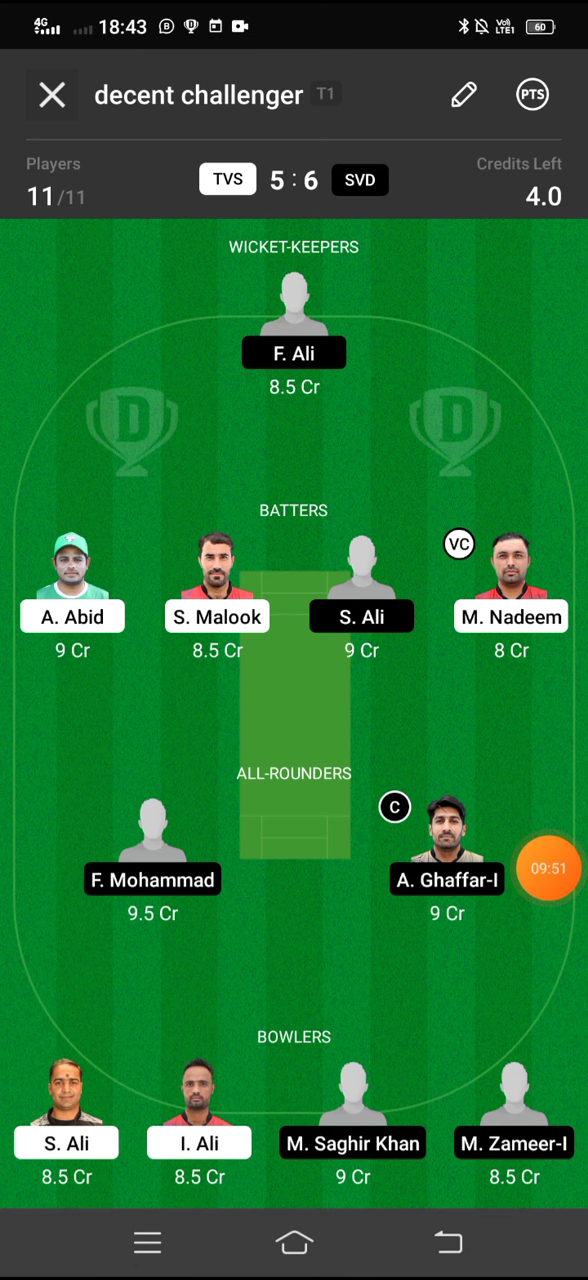 4G 18:43 B VoD LTE1 60
decent challenger T1 PTS
Players Credits Left
11/11 TVS 5 : 6 SVD 4.0
WICKET-KEEPERS
F. Ali
8.5 Cr
D D
BATTERS
VC
A. Abid S. Malook S. Ali M. Nadeem
9 Cr 8.5 Cr 9 Cr 8 Cr
ALL-ROUNDERS
C
F. Mohammad A. Ghaffar-I
09:51
9.5 Cr 9 Cr
BOWLERS
S. Ali I. Ali M. Saghir Khan M. Zameer-I
8.5 Cr 8.5 Cr 9 Cr 8.5 Cr